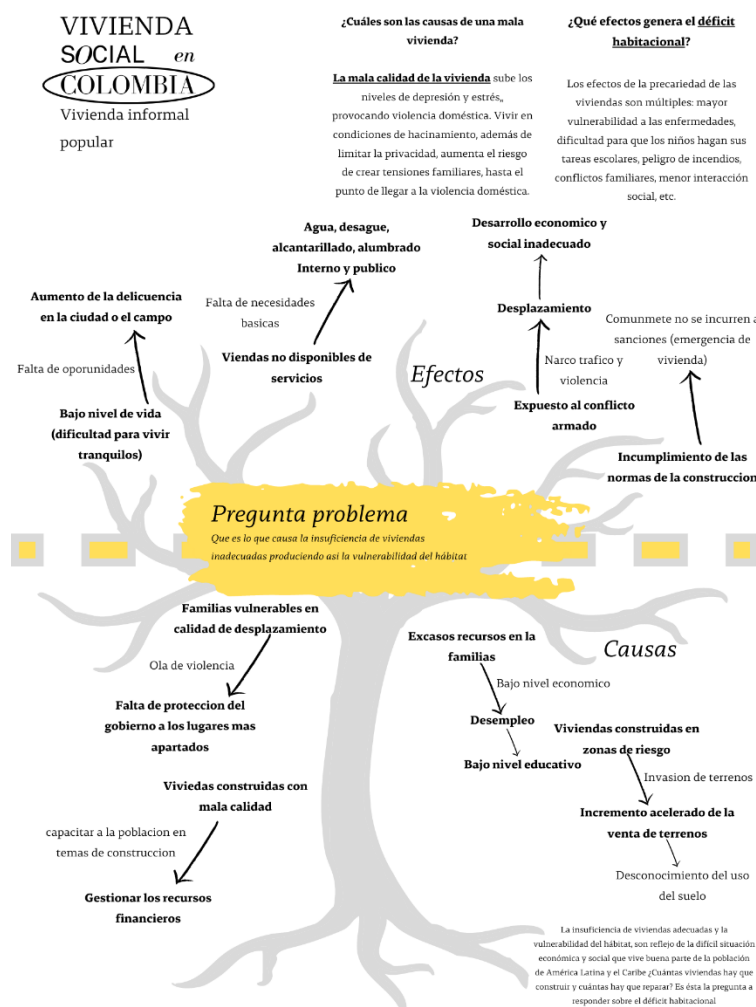 VIVIENDA
SOCIAL en
COLOMBIA
Vivienda informal
popular
¿Cuáles son las causas de una mala
vivienda?
La mala calidad de la vivienda sube los
niveles de depresión y estrés,,
provocando violencia doméstica. Vivir en
condiciones de hacinamiento, además de
limitar la privacidad, aumenta el riesgo
de crear tensiones familiares, hasta el
punto de llegar a la violencia doméstica.
¿Qué efectos genera el déficit
habitacional?
Los efectos de la precariedad de las
viviendas son múltiples: mayor
vulnerabilidad a las enfermedades,
dificultad para que los niños hagan sus
tareas escolares, peligro de incendios,
conflictos familiares, menor interacción
social, etc.
Agua, desague,
alcantarillado, alumbrado
Interno y publico
Falta de necesidades
basicas
Viendas no disponibles de
servicios
Aumento de la delicuencia
en la ciudad o el campo
Falta de oporunidades
Bajo nivel de vida
(dificultad para vivir
tranquilos)
Efectos
Desarrollo economico y
social inadecuado
Desplazamiento
Narco trafico y
violencia
Expuesto al conflicto
armado
Comunmete no se incurren a
sanciones (emergencia de
vivienda)
Incumplimiento de las
normas de la construccion
Pregunta problema
Que es lo que causa la insuficiencia de viviendas
inadecuadas produciendo asi la vulnerabilidad del hábitat
Familias vulnerables en
calidad de desplazamiento
Ola de violencia
Falta de proteccion del
gobierno a los lugares mas
apartados
Viviedas construidas con
mala calidad
capacitar a la poblacion en
temas de construccion
Gestionar los recursos
financieros
Causas
Excasos recursos en la
familias
Bajo nivel economico
Desempleo
Bajo nivel educativo
Viviendas construidas en
zonas de riesgo
Invasion de terrenos
Incremento acelerado de la
venta de terrenos
Desconocimiento del uso
del suelo
La insuficiencia de viviendas adecuadas y la
vulnerabilidad del hábitat, son reflejo de la difícil situación
económica y social que vive buena parte de la población
de América Latina y el Caribe ¿Cuántas viviendas hay que
construir y cuántas hay que reparar? Es ésta la pregunta a
responder sobre el déficit habitacional